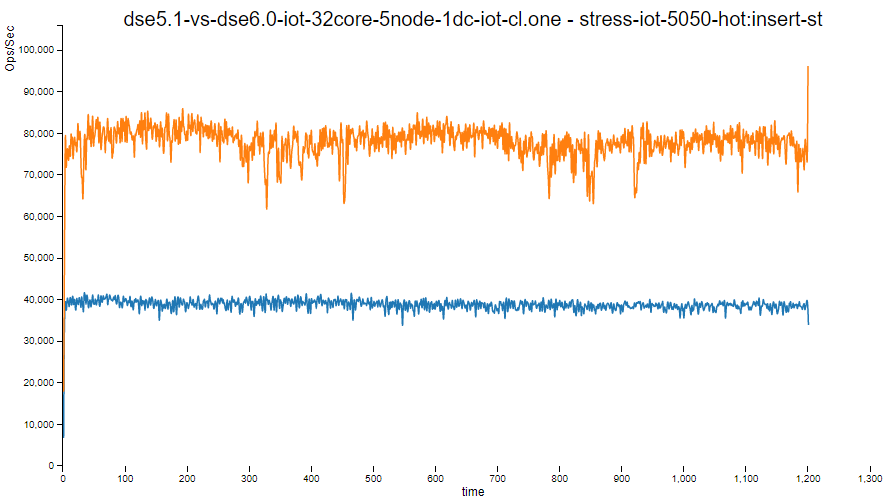 dse5.1-vs-dse6.0-iot-32core-5node-1dc-iot-cl.one - stress-iot-5050-hot:insert-st
Ops/Sec
100,000
90,000
80,000
70,000
60,000
50,000
40,000
30,000
20,000
10,000
0
0 100 200 300 400 500 600 700 800 900 1,000 1,100 1,200 1,300
time